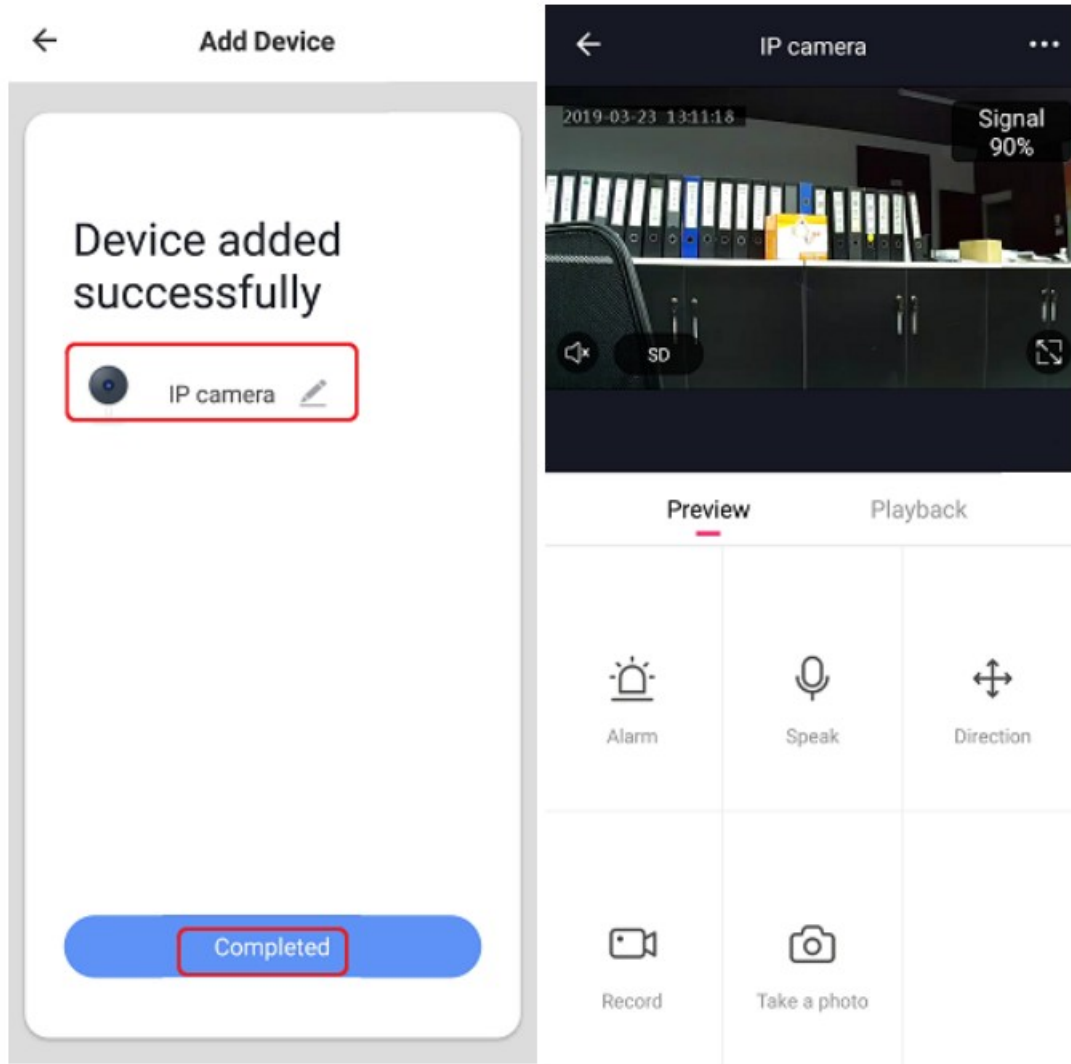 Add Device
Device added
successfully
IP camera
Completed
IP camera
2019-03-23 13:11:18
Signal
90%
SD
Preview Playback
Alarm Speak Direction
Record Take a photo